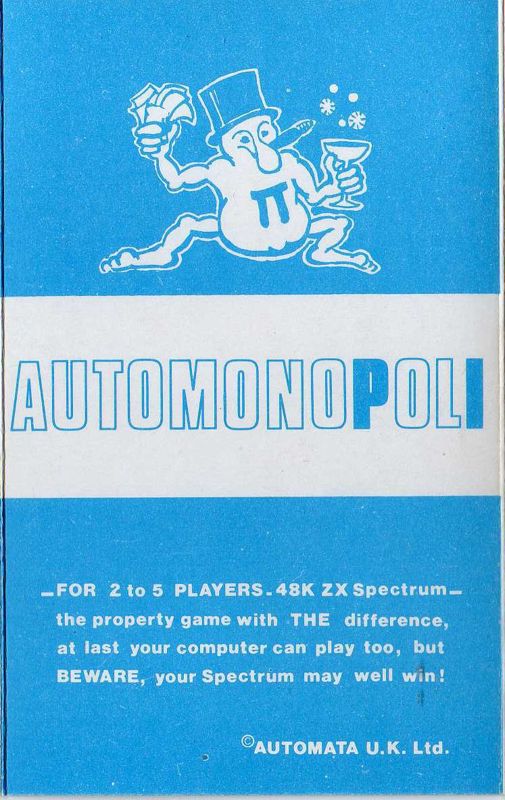 π
AUTOMONOPOLI
–FOR 2 to 5 PLAYERS-48K ZX Spectrum–
the property game with THE difference,
at last your computer can play too, but
BEWARE, your Spectrum may well win!
©AUTOMATA U.K. Ltd.